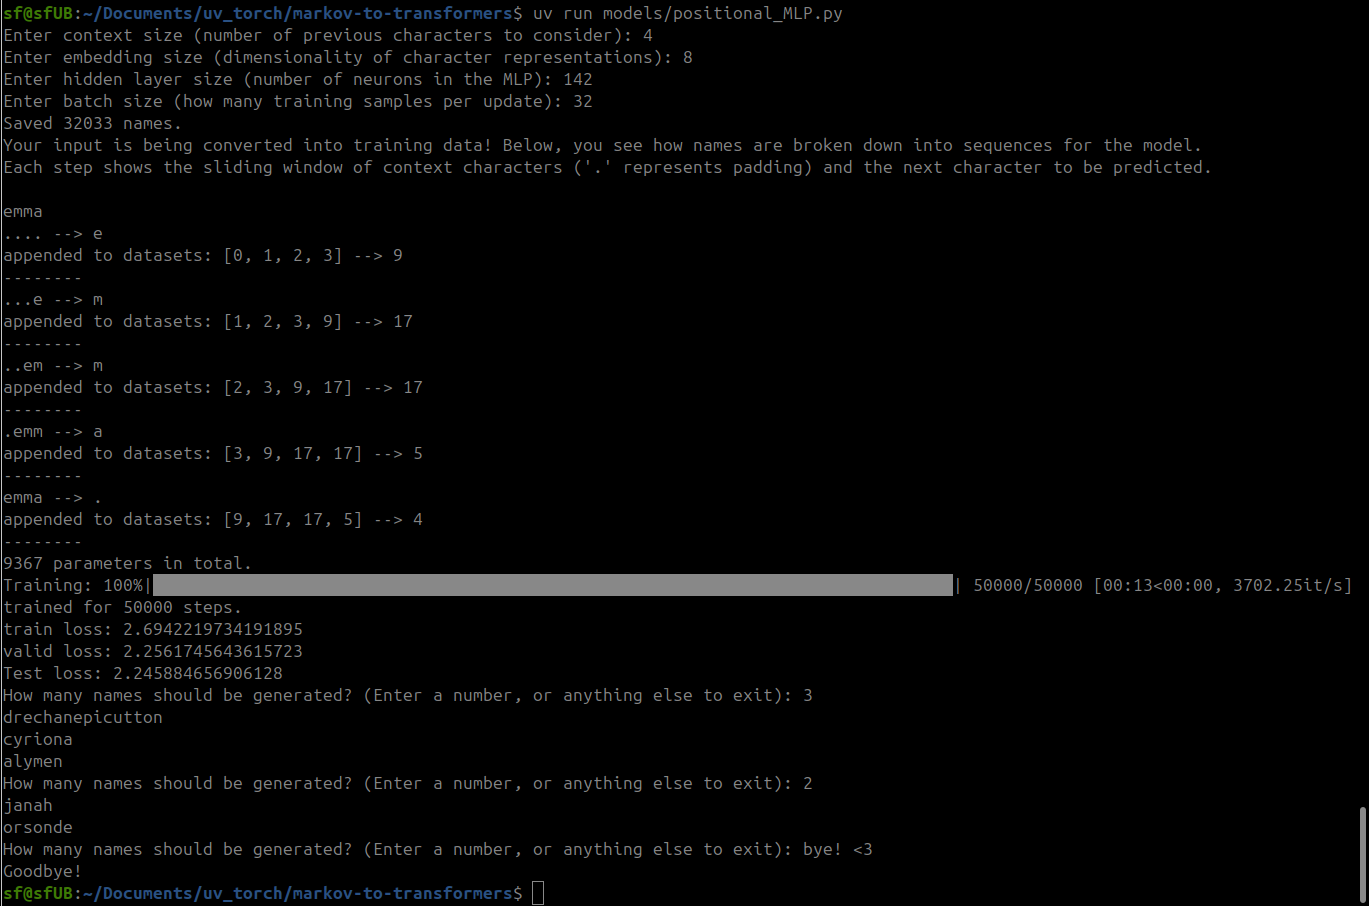 sf@sfUB:~/Documents/uv_torch/markov-to-transformers$ uv run models/positional_MLP.py
Enter context size (number of previous characters to consider): 4
Enter embedding size (dimensionality of character representations): 8
Enter hidden layer size (number of neurons in the MLP): 142
Enter batch size (how many training samples per update): 32
Saved 32033 names.
Your input is being converted into training data! Below, you see how names are broken down into sequences for the model.
Each step shows the sliding window of context characters ('.' represents padding) and the next character to be predicted.

emma
.... --> e
appended to datasets: [0, 1, 2, 3] --> 9
--------
...e --> m
appended to datasets: [1, 2, 3, 9] --> 17
--------
..em --> m
appended to datasets: [2, 3, 9, 17] --> 17
--------
.emm --> a
appended to datasets: [3, 9, 17, 17] --> 5
--------
emma --> .
appended to datasets: [9, 17, 17, 5] --> 4
--------
9367 parameters in total.
Training: 100%|                | 50000/50000 [00:13<00:00, 3702.25it/s]
trained for 50000 steps.
train loss: 2.6942219734191895
valid loss: 2.2561745643615723
Test loss: 2.245884656906128
How many names should be generated? (Enter a number, or anything else to exit): 3
drechanepicutton
cyriona
alymen
How many names should be generated? (Enter a number, or anything else to exit): 2
janah
orsonde
How many names should be generated? (Enter a number, or anything else to exit): bye! <3
Goodbye!
sf@sfUB:~/Documents/uv_torch/markov-to-transformers$